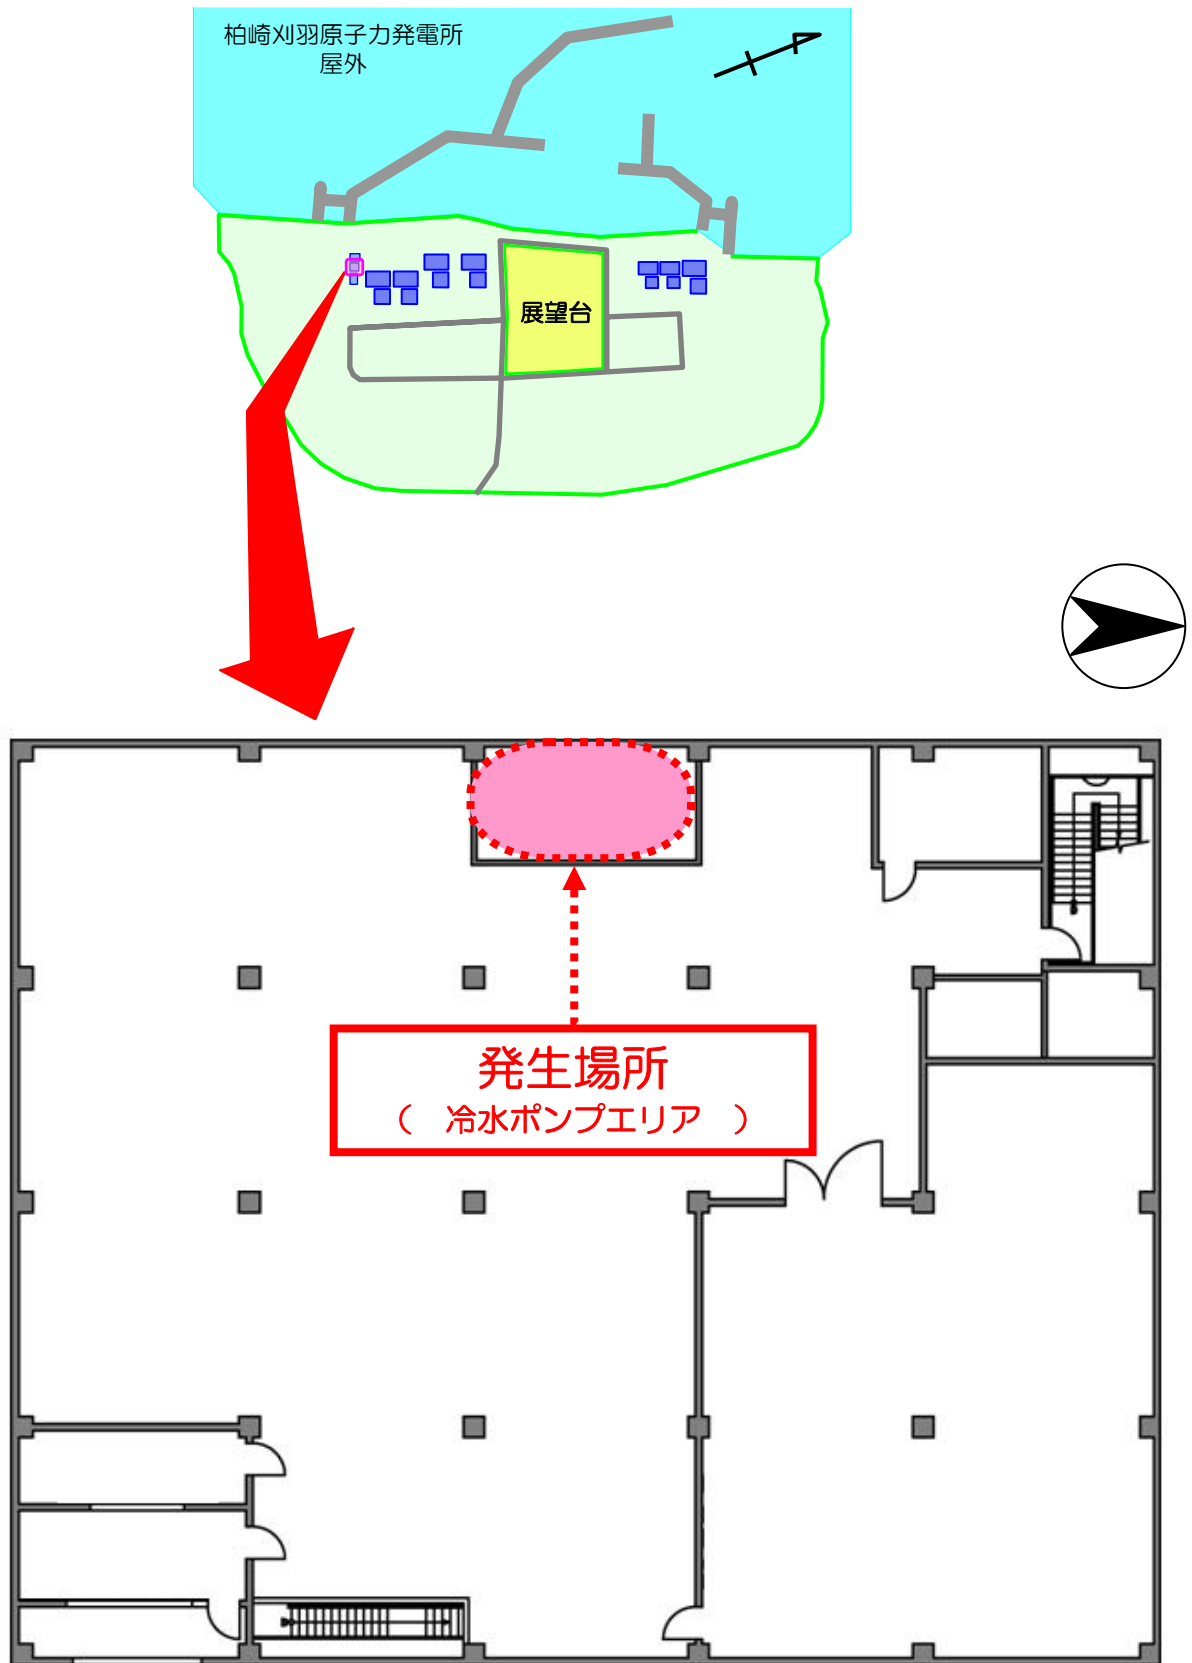 柏崎刈羽原子力発電所
屋外
展望台
発生場所
（　冷水ポンプエリア　）